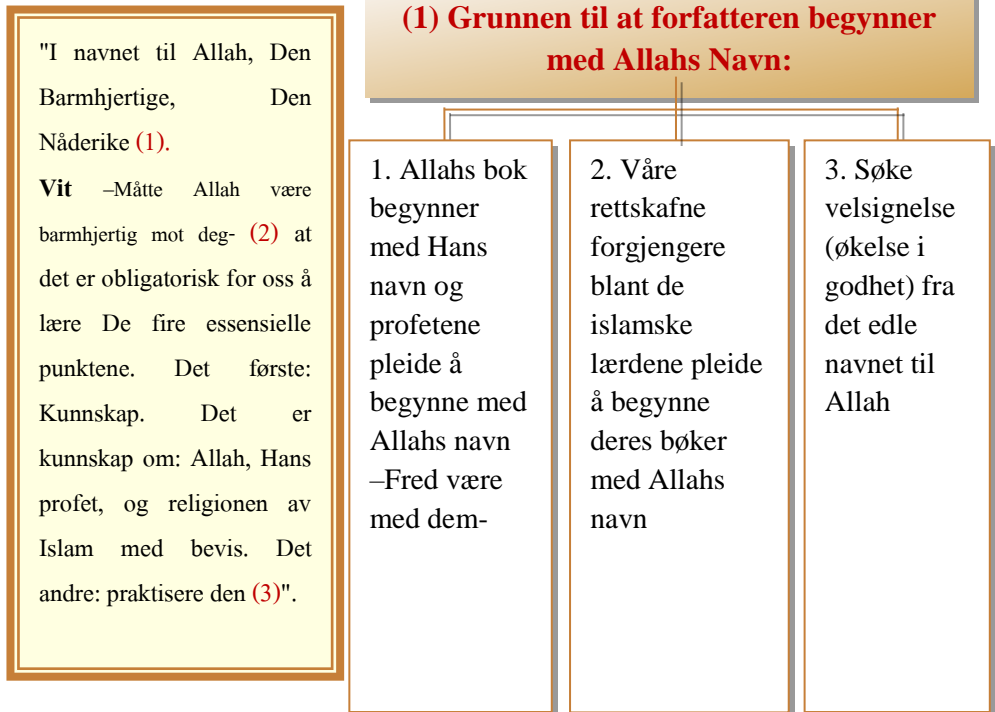 "I navnet til Allah, Den
Barmhjertige, Den
Nåderike (1).
Vit –Måtte Allah være
barmhjertig mot deg- (2) at
det er obligatorisk for oss å
lære De fire essensielle
punktene. Det første:
Kunnskap. Det er
kunnskap om: Allah, Hans
profet, og religionen av
Islam med bevis. Det
andre: praktisere den (3)".
(1) Grunnen til at forfatteren begynner
med Allahs Navn:
1. Allahs bok
begynner
med Hans
navn og
profetene
pleide å
begynne med
Allahs navn
–Fred være
med dem-
2. Våre
rettskafne
forgjengere
blant de
islamske
lærdene pleide
å begynne
deres bøker
med Allahs
navn
3. Søke
velsignelse
(økelse i
godhet) fra
det edle
navnet til
Allah